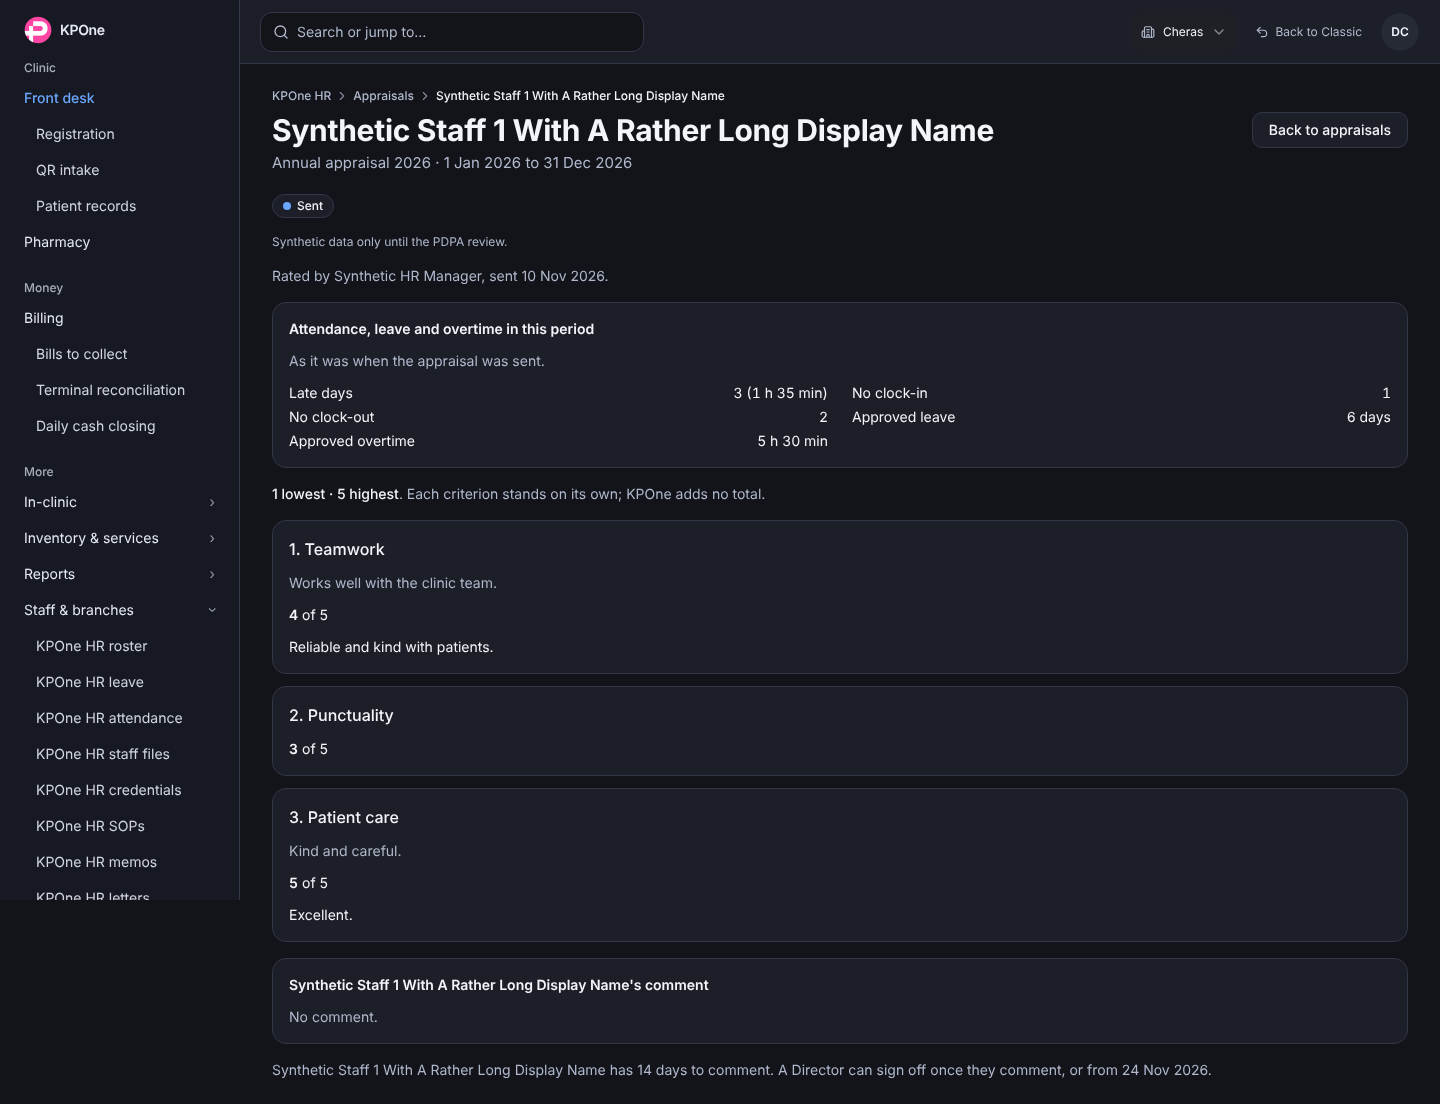 KPOne
Clinic
Front desk
Registration
QR intake
Patient records
Pharmacy
Money
Billing
Bills to collect
Terminal reconciliation
Daily cash closing
More
In-clinic
Inventory & services
Reports
Staff & branches
KPOne HR roster
KPOne HR leave
KPOne HR attendance
KPOne HR staff files
KPOne HR credentials
KPOne HR SOPs
KPOne HR memos
KPOne HR letters
Search or jump to...
Cheras
Back to Classic
DC
KPOne HR > Appraisals > Synthetic Staff 1 With A Rather Long Display Name
Synthetic Staff 1 With A Rather Long Display Name
Back to appraisals
Annual appraisal 2026 · 1 Jan 2026 to 31 Dec 2026
Sent
Synthetic data only until the PDPA review.
Rated by Synthetic HR Manager, sent 10 Nov 2026.
Attendance, leave and overtime in this period
As it was when the appraisal was sent.
Late days 3 (1 h 35 min) No clock-in 1
No clock-out 2 Approved leave 6 days
Approved overtime 5 h 30 min
1 lowest · 5 highest. Each criterion stands on its own; KPOne adds no total.
1. Teamwork
Works well with the clinic team.
4 of 5
Reliable and kind with patients.
2. Punctuality
3 of 5
3. Patient care
Kind and careful.
5 of 5
Excellent.
Synthetic Staff 1 With A Rather Long Display Name's comment
No comment.
Synthetic Staff 1 With A Rather Long Display Name has 14 days to comment. A Director can sign off once they comment, or from 24 Nov 2026.